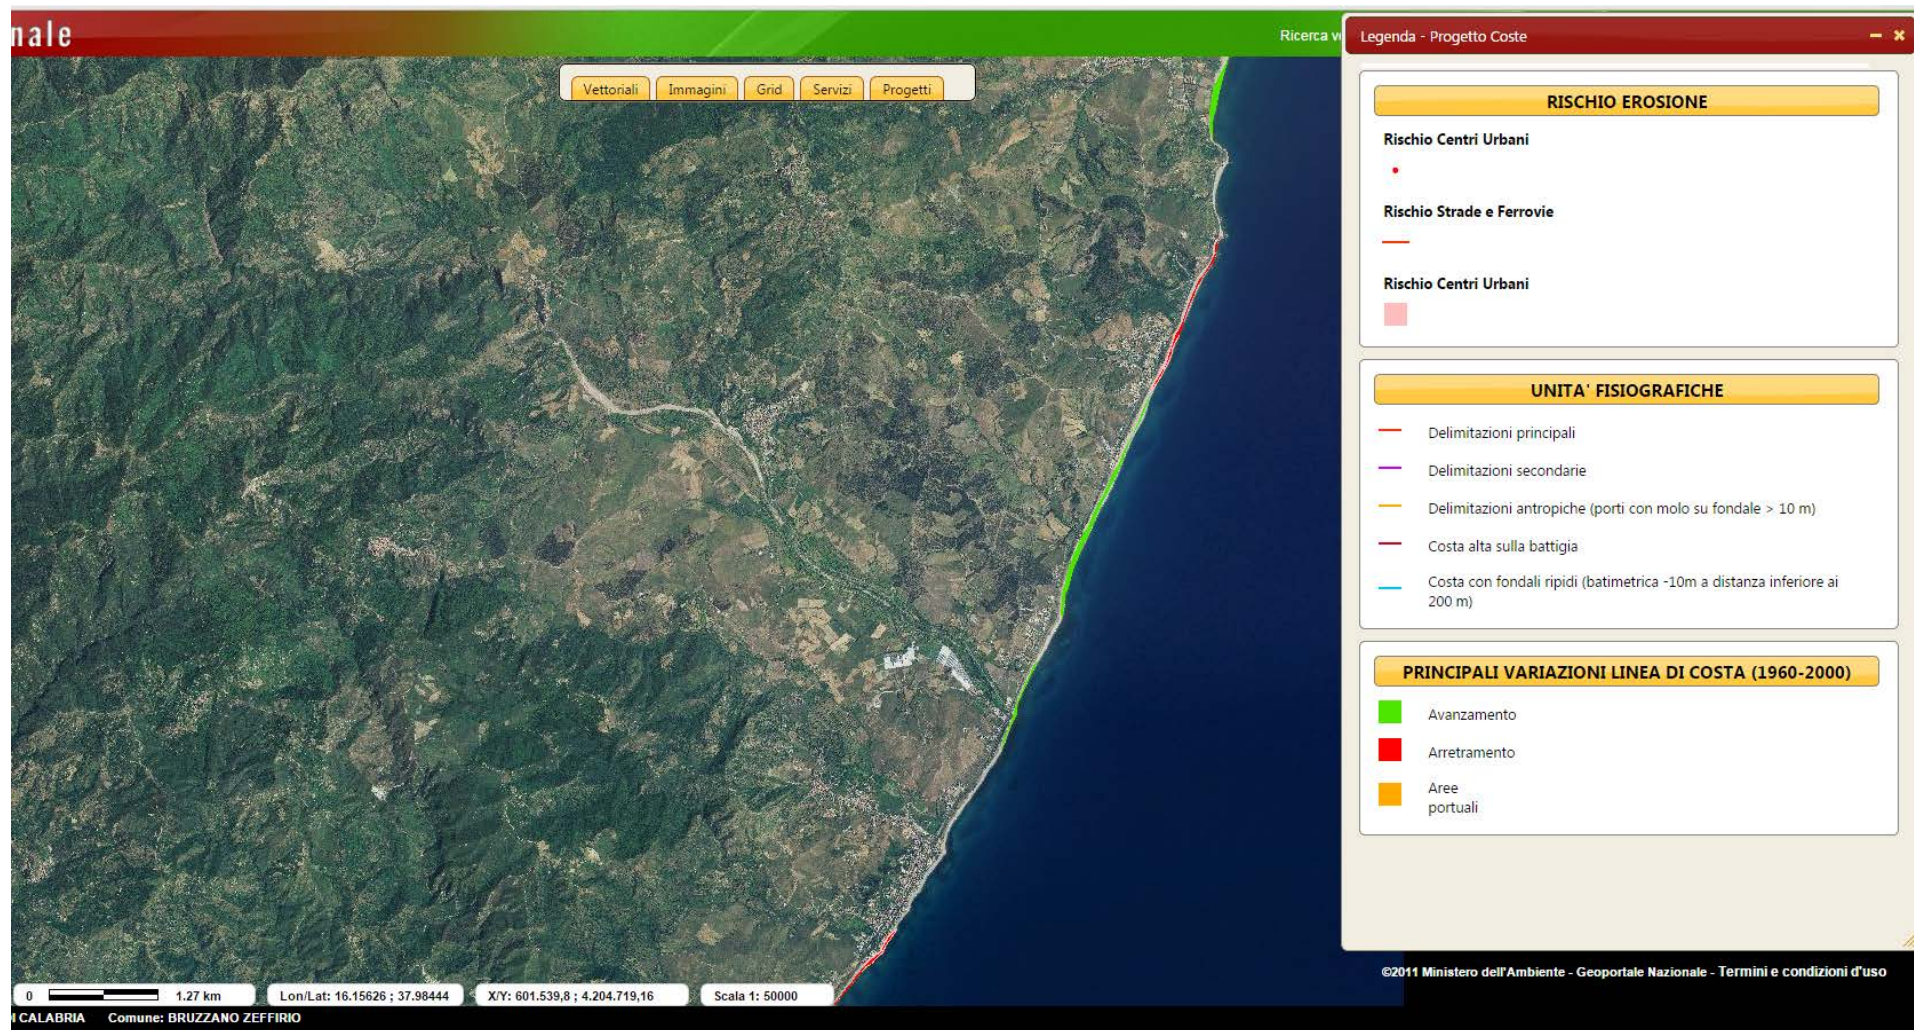 nale
Ricerca
Vettoriali Immagini Grid Servizi Progetti
Legenda - Progetto Coste
RISCHIO EROSIONE
Rischio Centri Urbani
Rischio Strade e Ferrovie
Rischio Centri Urbani
UNITA' FISIOGRAFICHE
Delimitazioni principali
Delimitazioni secondarie
Delimitazioni antropiche (porti con molo su fondale > 10 m)
Costa alta sulla battigia
Costa con fondali ripidi (batimetrica -10m a distanza inferiore ai
200 m)
PRINCIPALI VARIAZIONI LINEA DI COSTA (1960-2000)
Avanzamento
Arretramento
Aree
portuali
©2011 Ministero dell'Ambiente - Geoportale Nazionale - Termini e condizioni d'uso
0 1.27 km Lon/Lat: 16.15626 ; 37.98444 X/Y: 601.539,8 ; 4.204.719,16 Scala 1: 50000
I CALABRIA Comune: BRUZZANO ZEFFIRIO